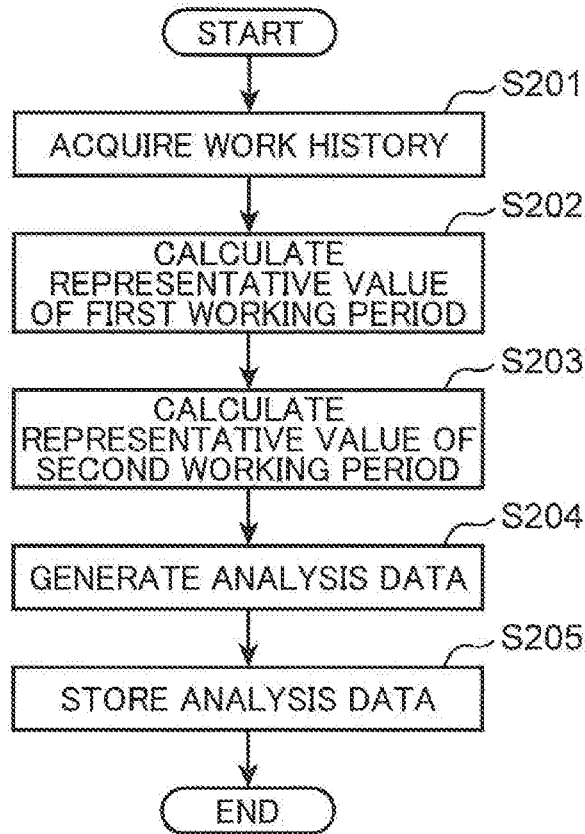 START
S201
ACQUIRE WORK HISTORY
S202
CALCULATE
REPRESENTATIVE VALUE
OF FIRST WORKING PERIOD
S203
CALCULATE
REPRESENTATIVE VALUE OF
SECOND WORKING PERIOD
S204
GENERATE ANALYSIS DATA
S205
STORE ANALYSIS DATA
END